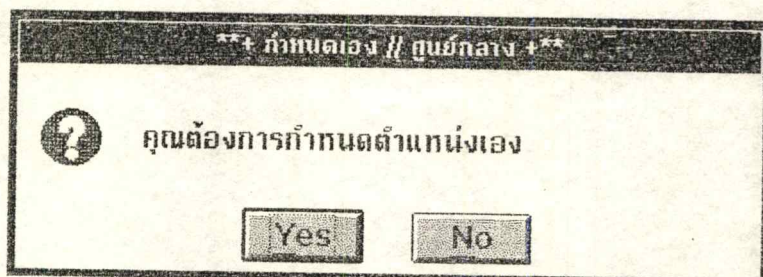 **+ กำหนดเอง // ศูนย์กลาง +**
คุณต้องการกำหนดตำแหน่งเอง
Yes No